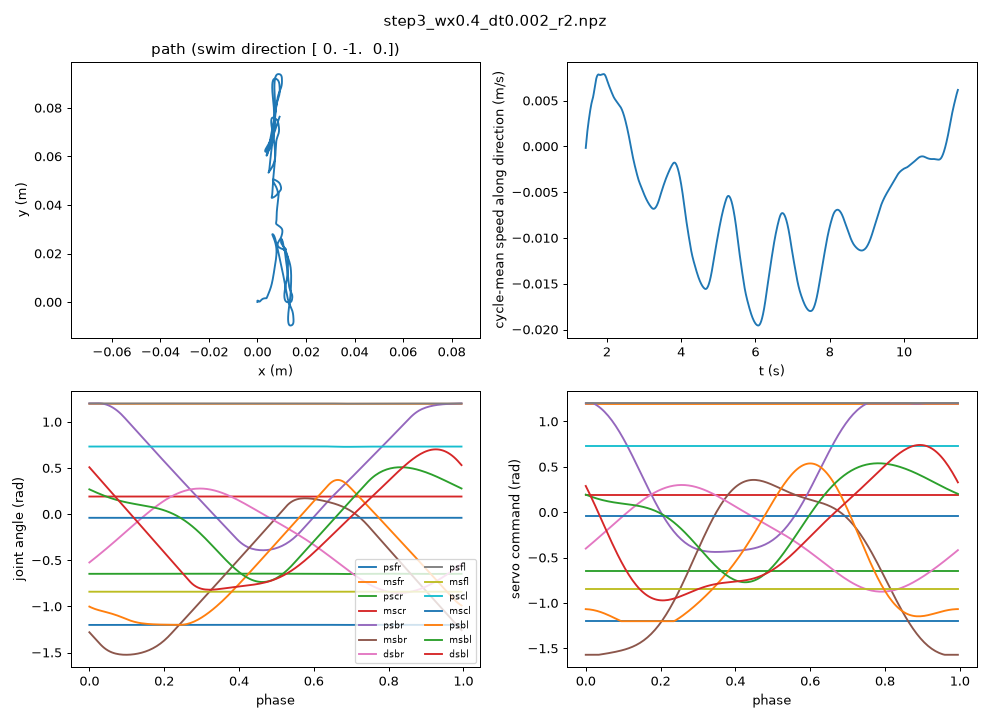 step3_wx0.4_dt0.002_r2.npz
path (swim direction [ 0. -1.  0.])
0.08
0.06
0.04
0.02
0.00
y (m)
−0.06 −0.04 −0.02 0.00 0.02 0.04 0.06 0.08
x (m)
0.005
0.000
−0.005
−0.010
−0.015
−0.020
cycle-mean speed along direction (m/s)
2 4 6 8 10
t (s)
1.0
0.5
0.0
−0.5
−1.0
−1.5
joint angle (rad)
psfr psfl
msfr msfl
pscr pscl
mscr mscl
psbr psbl
msbr msbl
dsbr dsbl
0.0 0.2 0.4 0.6 0.8 1.0
phase
1.0
0.5
0.0
−0.5
−1.0
−1.5
servo command (rad)
0.0 0.2 0.4 0.6 0.8 1.0
phase